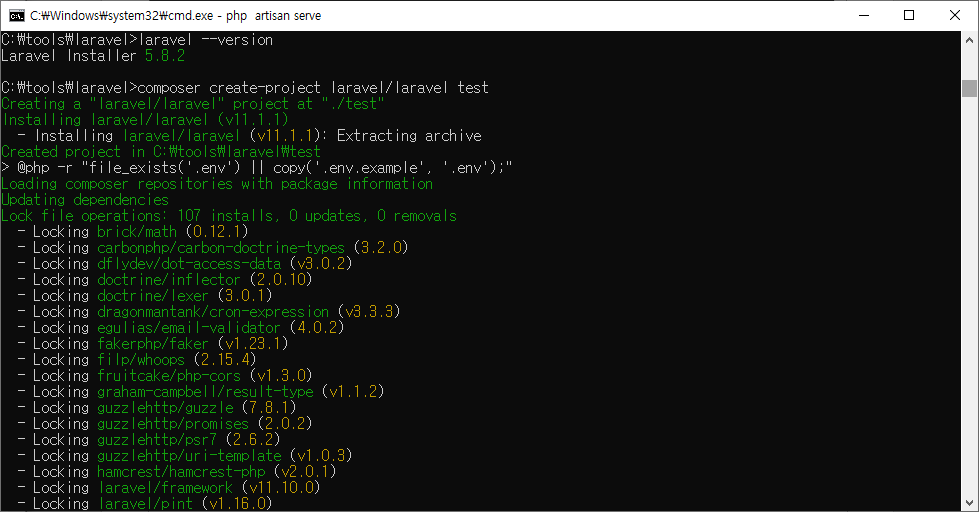 C:₩Windows₩system32₩cmd.exe - php  artisan serve
C:₩tools₩laravel>laravel --version
Laravel Installer 5.8.2
C:₩tools₩laravel>composer create-project laravel/laravel test
Creating a "laravel/laravel" project at "./test"
Installing laravel/laravel (v11.1.1)
  - Installing laravel/laravel (v11.1.1): Extracting archive
Created project in C:₩tools₩laravel₩test
> @php -r "file_exists('.env') || copy('.env.example', '.env');"
Loading composer repositories with package information
Updating dependencies
Lock file operations: 107 installs, 0 updates, 0 removals
  - Locking brick/math (0.12.1)
  - Locking carbonphp/carbon-doctrine-types (3.2.0)
  - Locking dflydev/dot-access-data (v3.0.2)
  - Locking doctrine/inflector (2.0.10)
  - Locking doctrine/lexer (3.0.1)
  - Locking dragonmantank/cron-expression (v3.3.3)
  - Locking egulias/email-validator (4.0.2)
  - Locking fakerphp/faker (v1.23.1)
  - Locking filp/whoops (2.15.4)
  - Locking fruitcake/php-cors (v1.3.0)
  - Locking graham-campbell/result-type (v1.1.2)
  - Locking guzzlehttp/guzzle (7.8.1)
  - Locking guzzlehttp/promises (2.0.2)
  - Locking guzzlehttp/psr7 (2.6.2)
  - Locking guzzlehttp/uri-template (v1.0.3)
  - Locking hamcrest/hamcrest-php (v2.0.1)
  - Locking laravel/framework (v11.10.0)
  - Locking laravel/pint (v1.16.0)